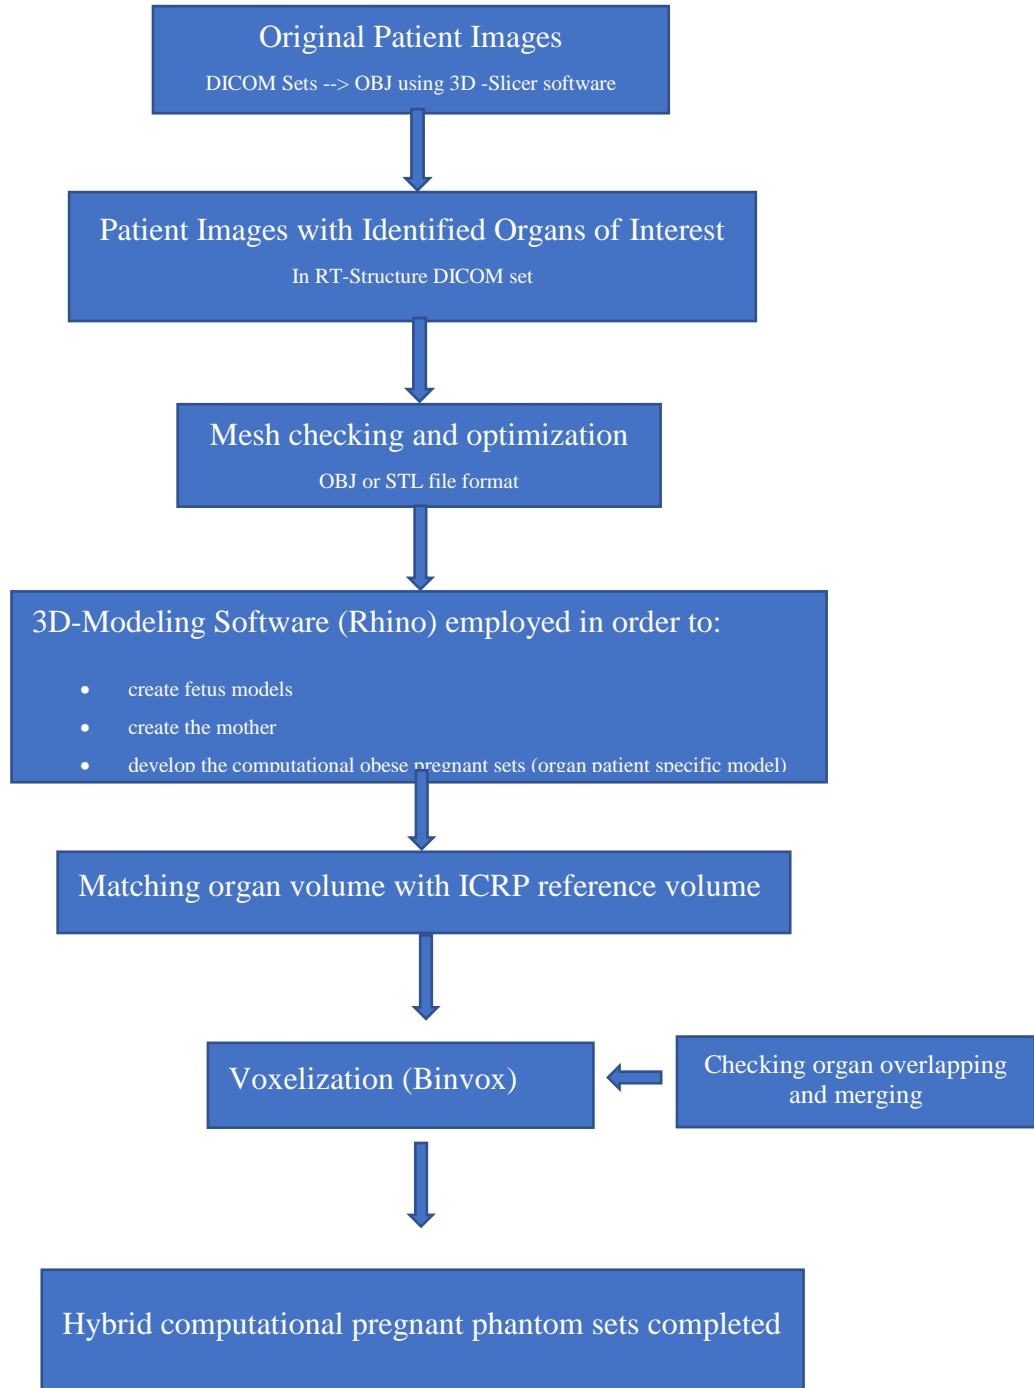 Original Patient Images
DICOM Sets --> OBJ using 3D -Slicer software
Patient Images with Identified Organs of Interest
In RT-Structure DICOM set
Mesh checking and optimization
OBJ or STL file format
3D-Modeling Software (Rhino) employed in order to:
• create fetus models
• create the mother
• develop the computational obese pregnant sets (organ patient specific model)
Matching organ volume with ICRP reference volume
Voxelization (Binvox)
Checking organ overlapping
and merging
Hybrid computational pregnant phantom sets completed